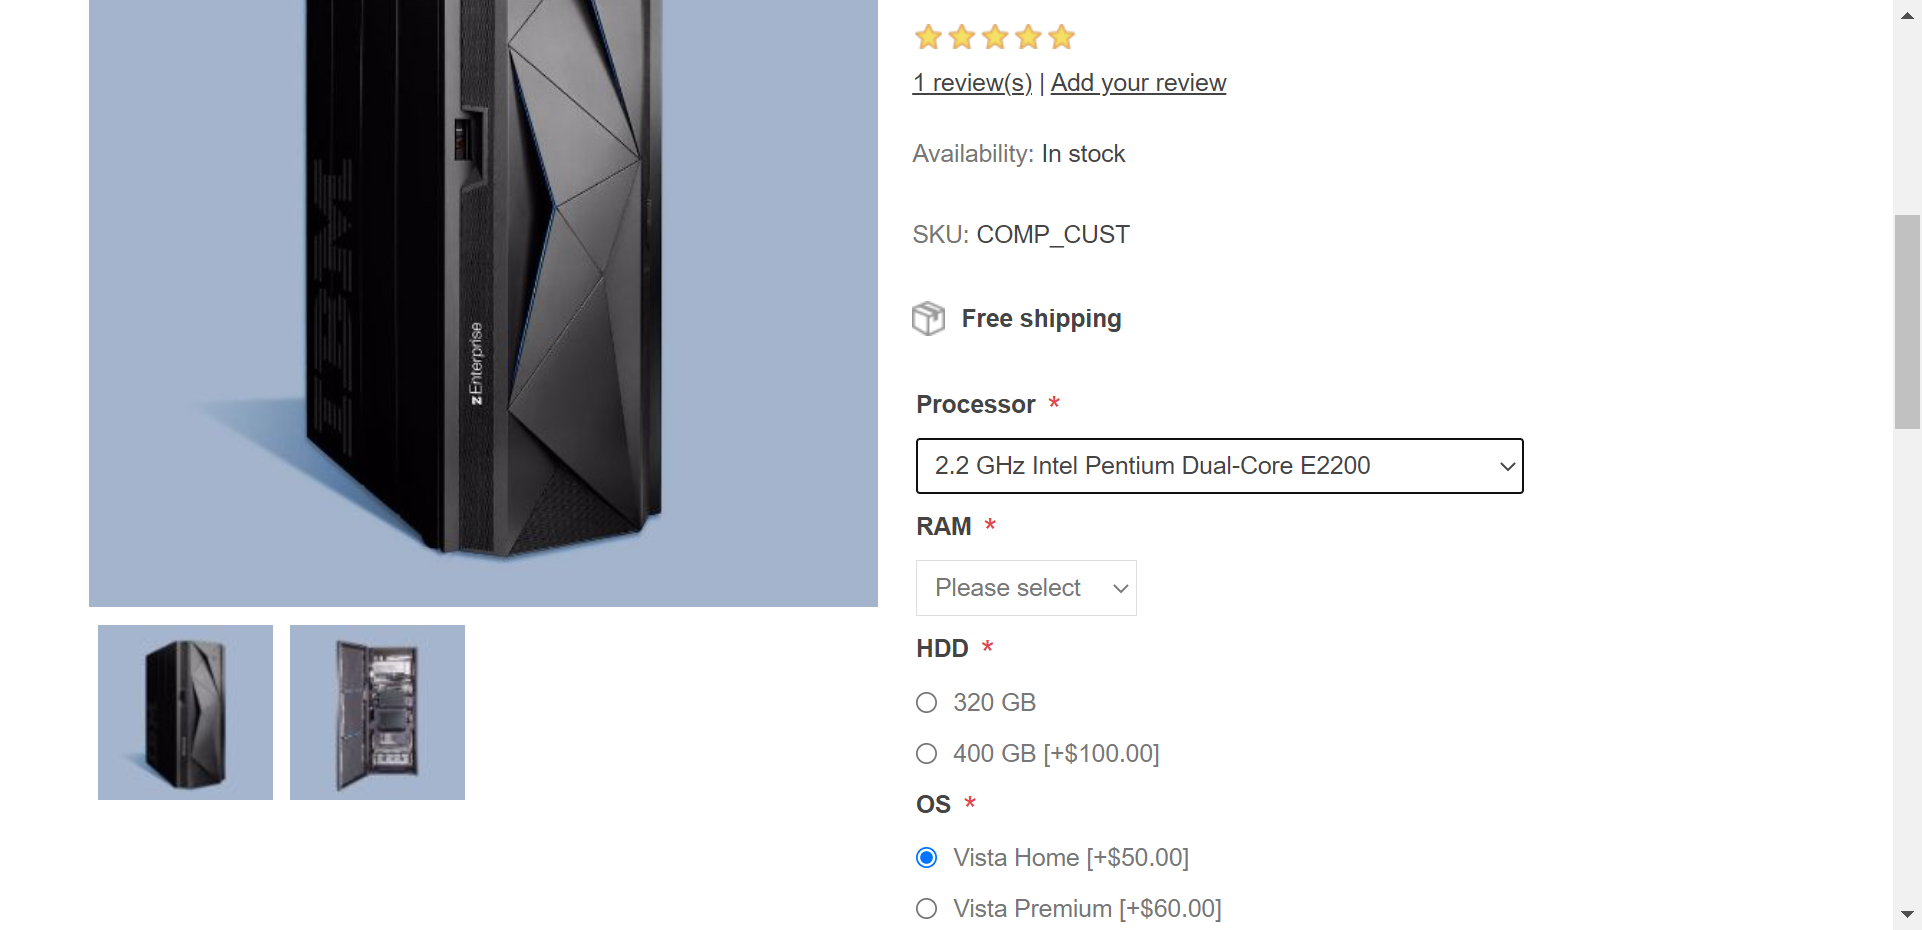 IBM
zEnterprise
1 review(s) | Add your review
Availability: In stock
SKU: COMP_CUST
Free shipping
Processor *
2.2 GHz Intel Pentium Dual-Core E2200
RAM *
Please select
HDD *
320 GB
400 GB [+$100.00]
OS *
Vista Home [+$50.00]
Vista Premium [+$60.00]